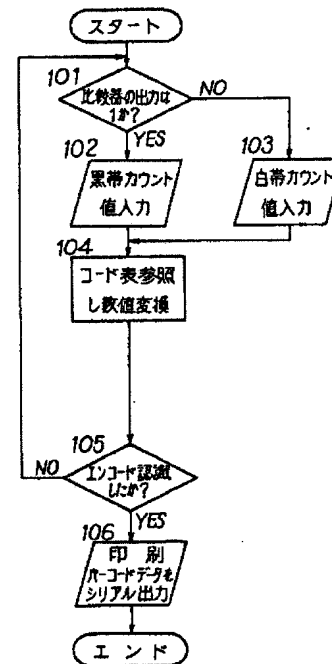 スタート
101
比較器の出力は
1か?
NO
YES
102
103
黒帯カウント
値入力
白帯カウント
値入力
104
コード表参照
し数値変換
105
エンコード認識
したか?
NO
YES
106
印刷
バーコードデータを
シリアル出力
エンド